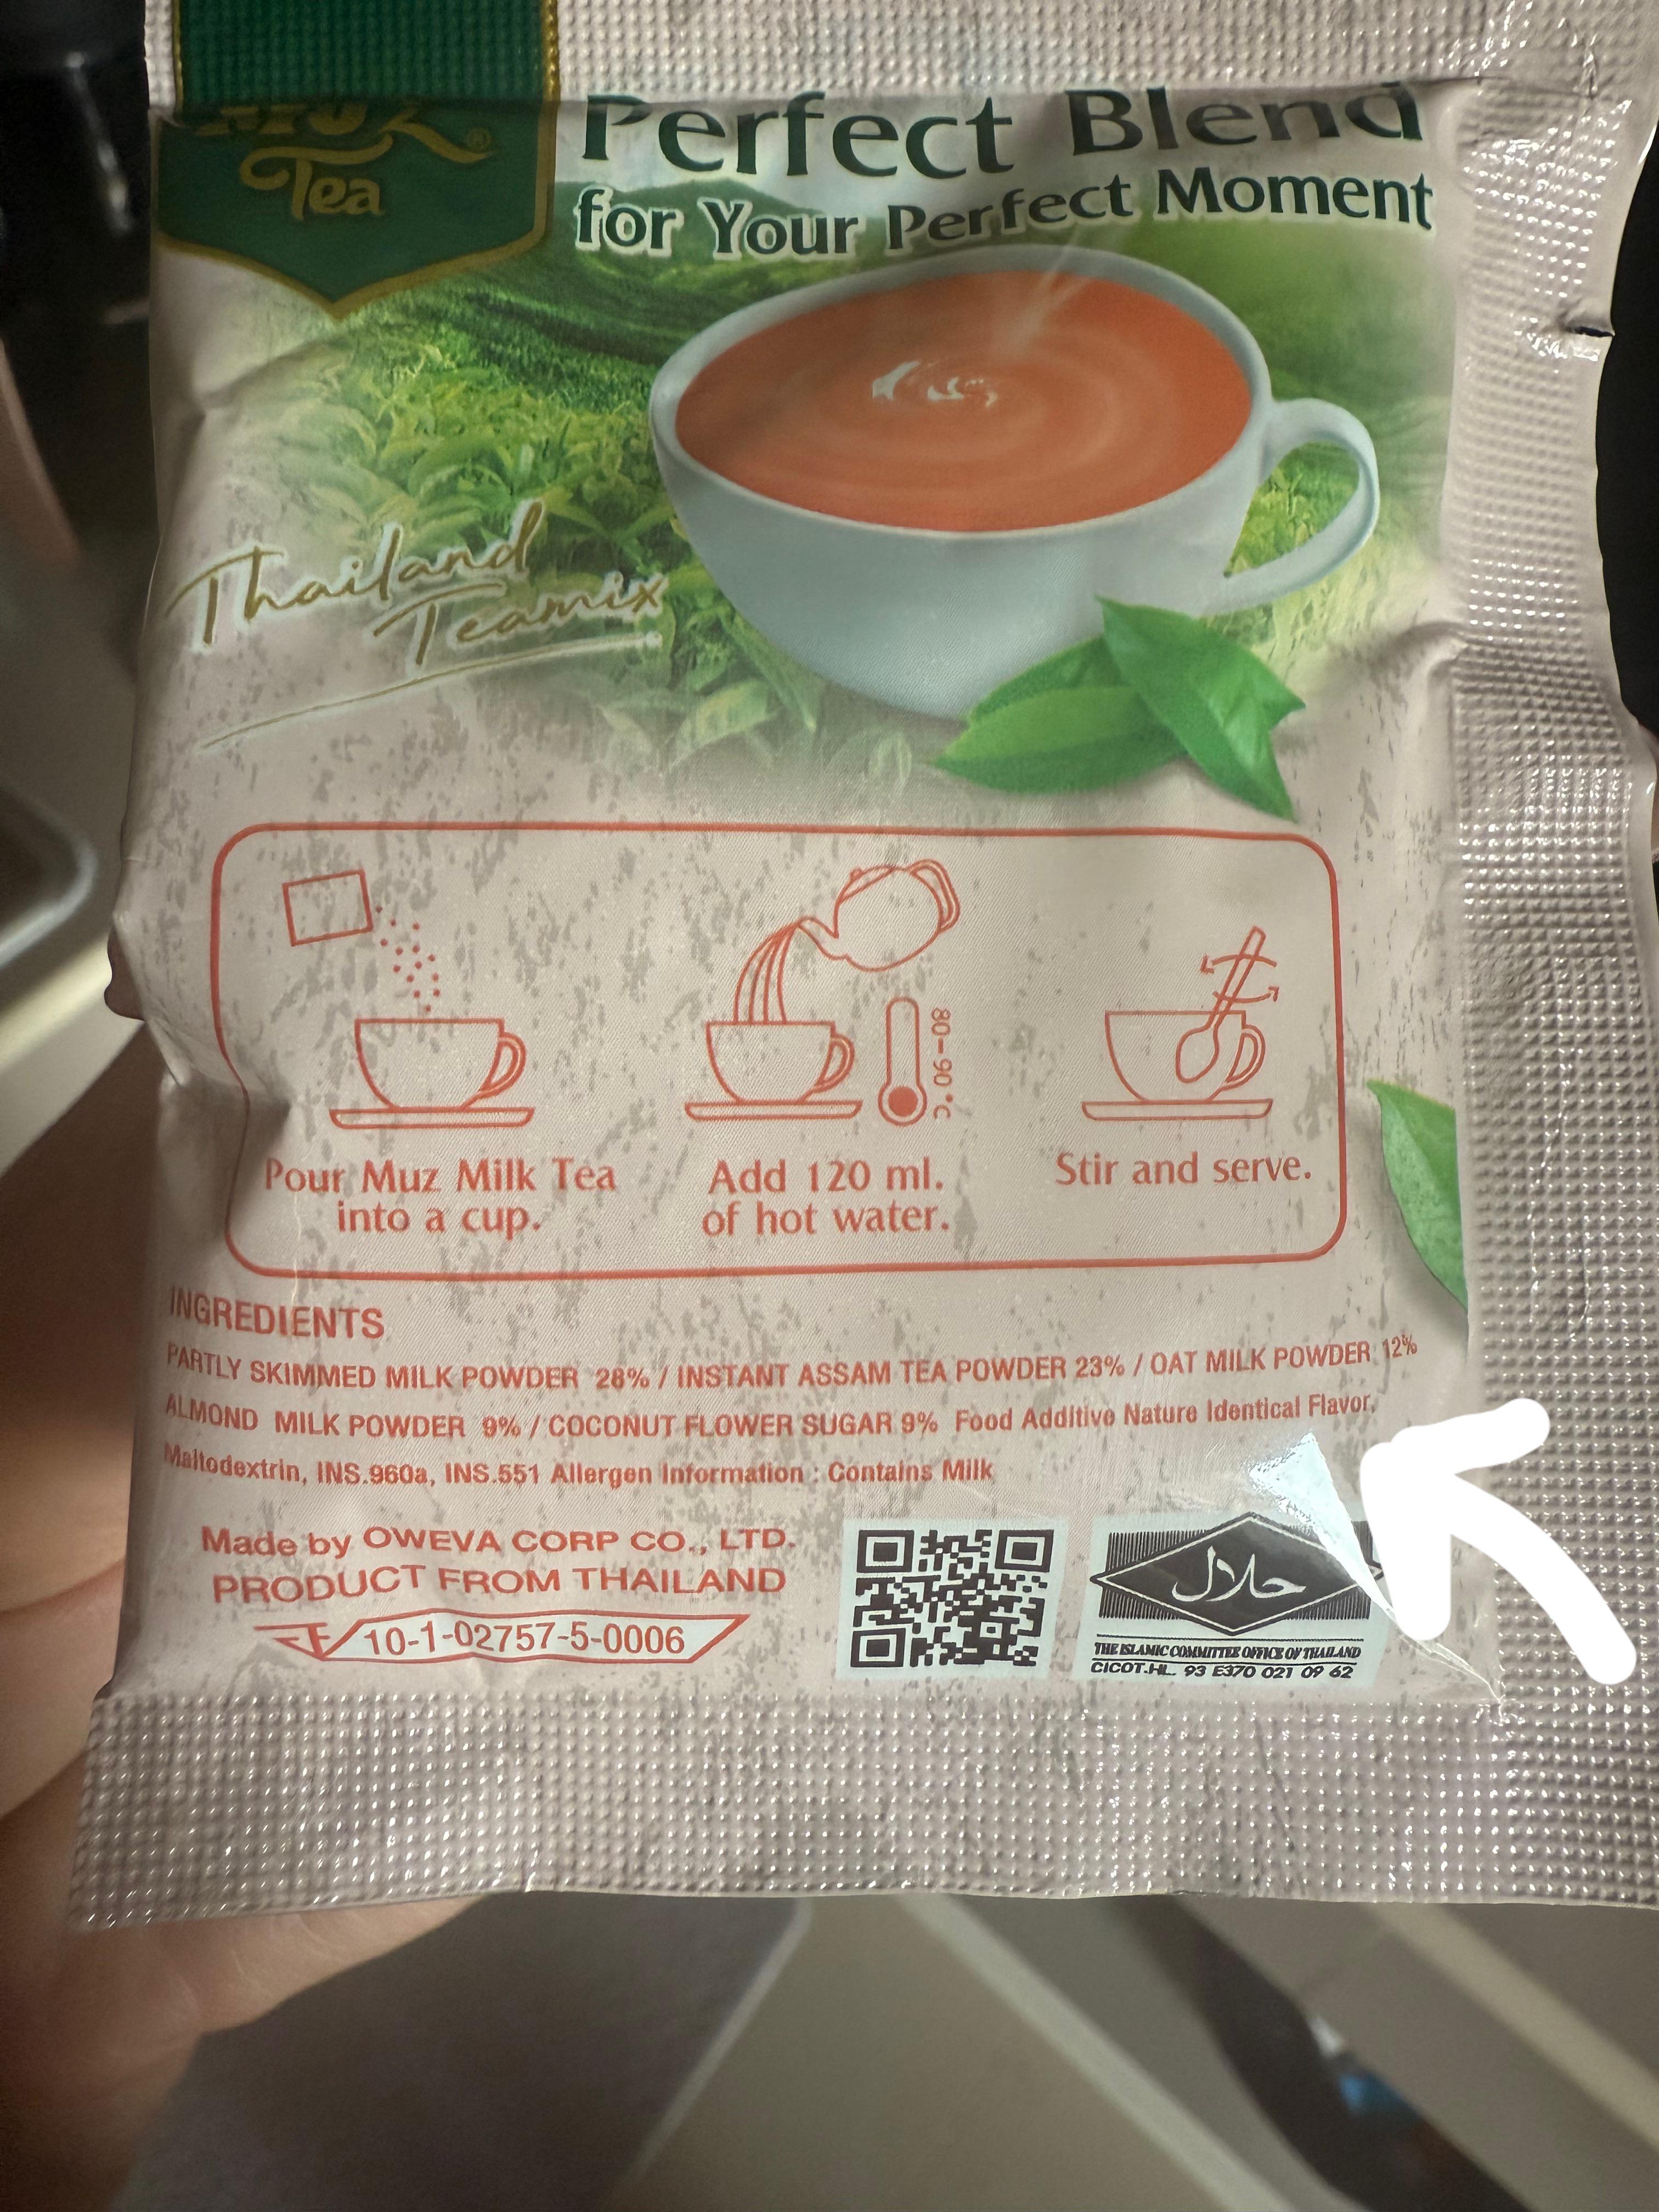 Tea
Perfect Blend
for Your Perfect Moment
Thailand
Teamix
80-90°c
Pour Muz Milk Tea
into a cup.
Add 120 ml.
of hot water.
Stir and serve.
INGREDIENTS
PARTLY SKIMMED MILK POWDER 28% / INSTANT ASSAM TEA POWDER 23% / OAT MILK POWDER 12%
ALMOND MILK POWDER 9% / COCONUT FLOWER SUGAR 9% Food Additive Nature Identical Flavor,
Maltodextrin, INS.960a, INS.551 Allergen Information : Contains Milk
Made by OWEVA CORP CO., LTD.
PRODUCT FROM THAILAND
10-1-02757-5-0006
حلال
THE ISLAMIC COMMITTEE OFFICE OF THAILAND
CICOT.HL. 93 E370 021 09 62